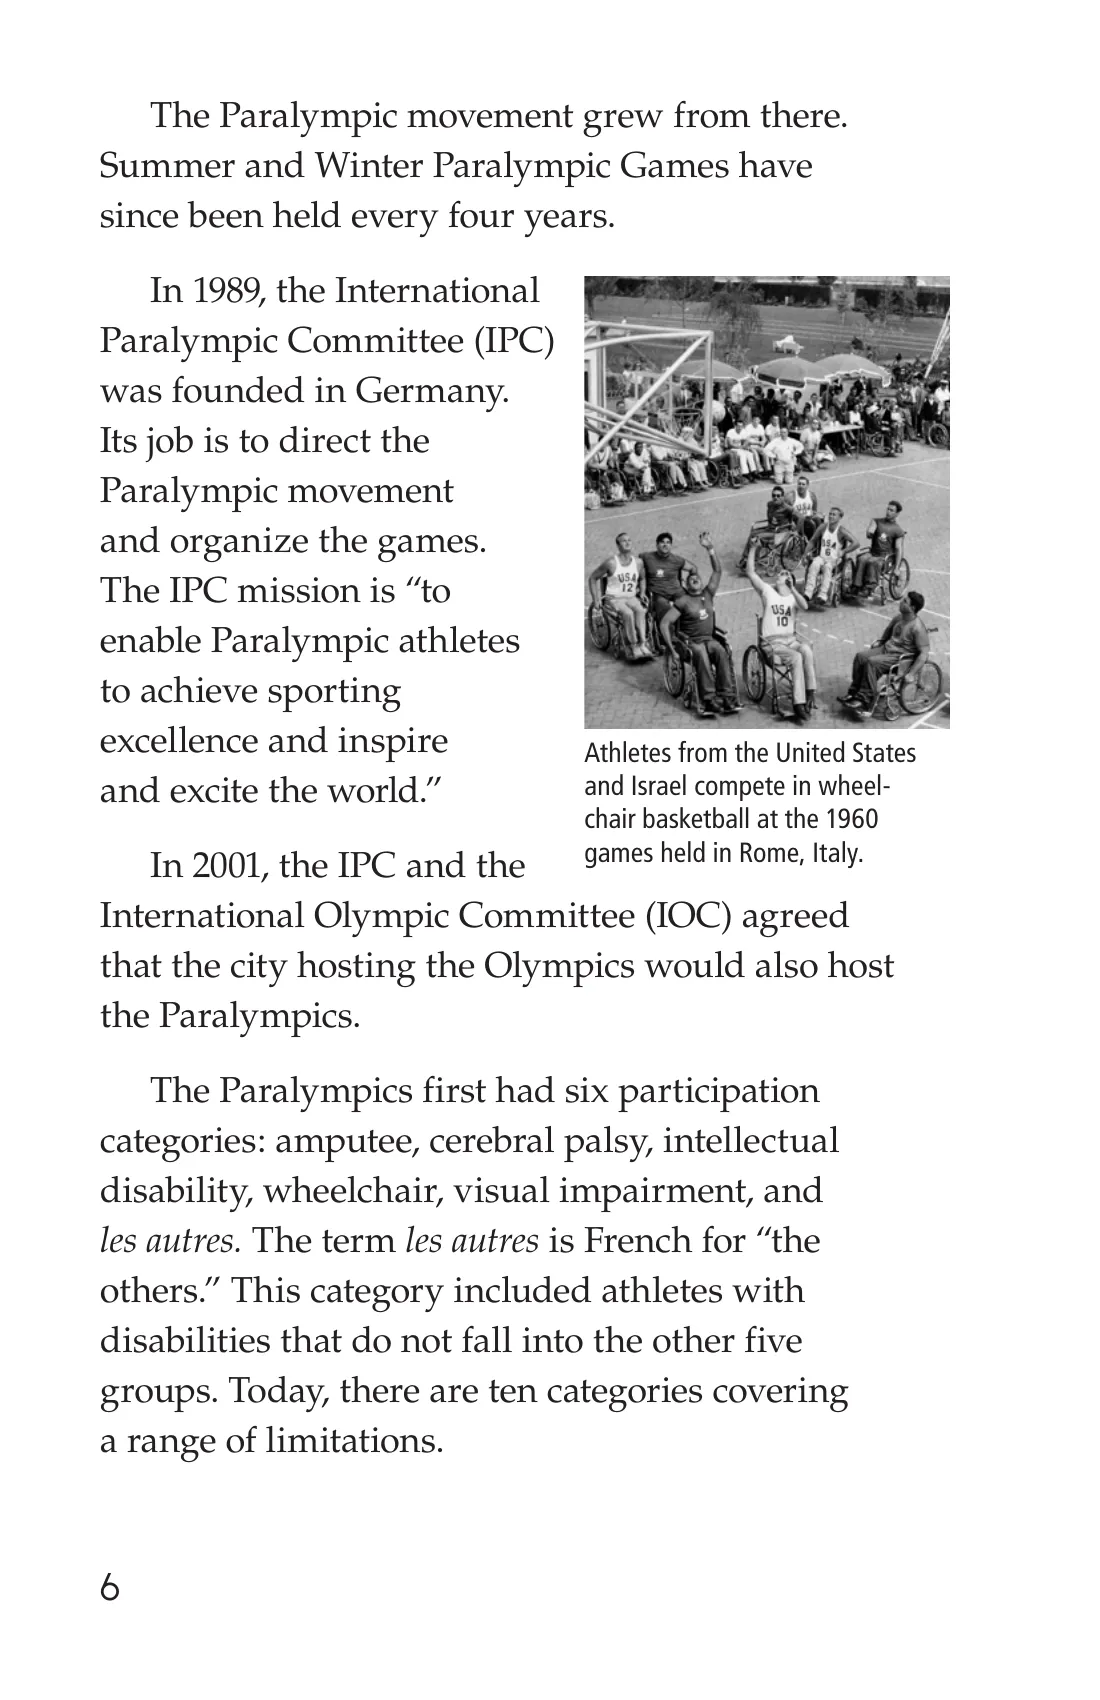 The Paralympic movement grew from there.
Summer and Winter Paralympic Games have
since been held every four years.
In 1989, the International
Paralympic Committee (IPC)
was founded in Germany.
Its job is to direct the
Paralympic movement
and organize the games.
The IPC mission is “to
enable Paralympic athletes
to achieve sporting
excellence and inspire
and excite the world.”
USA
12
USA
USA
6
USA
10
Athletes from the United States
and Israel compete in wheel-
chair basketball at the 1960
games held in Rome, Italy.
In 2001, the IPC and the
International Olympic Committee (IOC) agreed
that the city hosting the Olympics would also host
the Paralympics.
The Paralympics first had six participation
categories: amputee, cerebral palsy, intellectual
disability, wheelchair, visual impairment, and
les autres. The term les autres is French for “the
others.” This category included athletes with
disabilities that do not fall into the other five
groups. Today, there are ten categories covering
a range of limitations.
6